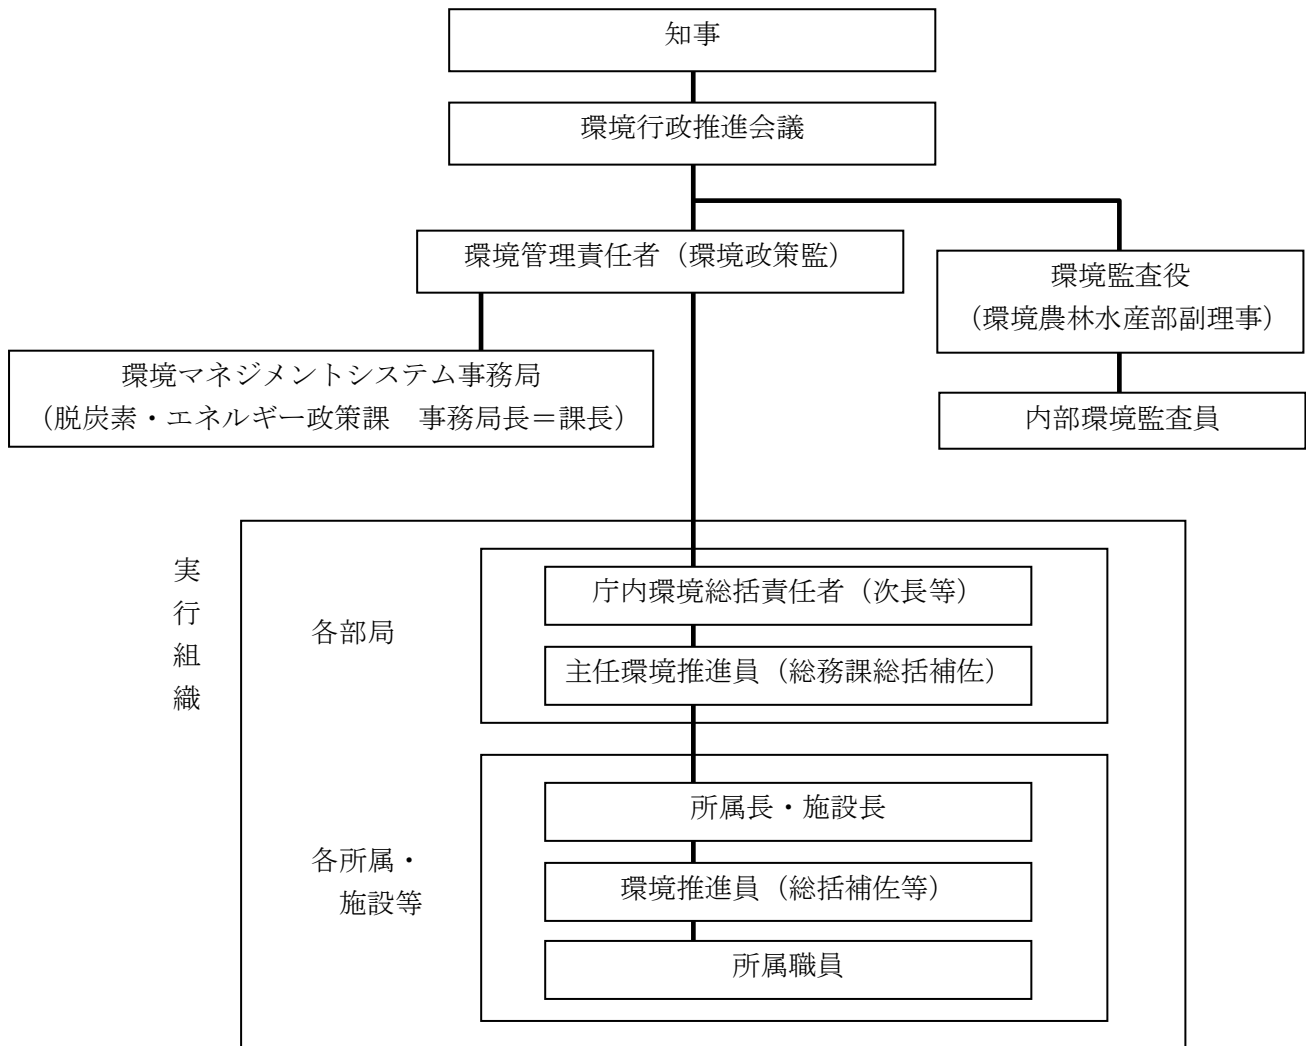 知事
環境行政推進会議
環境管理責任者（環境政策監）
環境監査役
（環境農林水産部副理事）
環境マネジメントシステム事務局
（脱炭素・エネルギー政策課　事務局長＝課長）
内部環境監査員
実行組織
各部局
庁内環境総括責任者（次長等）
主任環境推進員（総務課総括補佐）
各所属・
施設等
所属長・施設長
環境推進員（総括補佐等）
所属職員